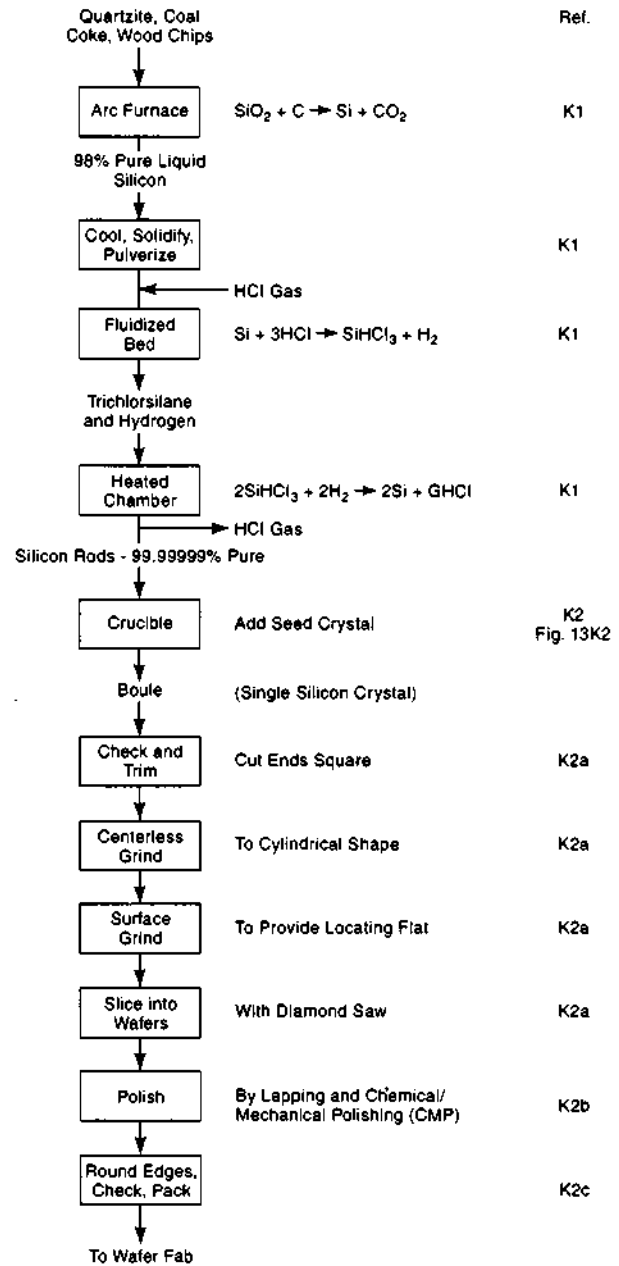 Quartzite, Coal
Coke, Wood Chips
Ref.
Arc Furnace
SiO₂ + C → Si + CO₂
K1
98% Pure Liquid
Silicon
Cool, Solidify,
Pulverize
K1
HCl Gas
Fluidized
Bed
Si + 3HCl → SiHCl₃ + H₂
K1
Trichlorsilane
and Hydrogen
Heated
Chamber
2SiHCl₃ + 2H₂ → 2Si + GHCl
K1
HCl Gas
Silicon Rods - 99.99999% Pure
Crucible
Add Seed Crystal
K2
Fig. 13K2
Boule
(Single Silicon Crystal)
Check and
Trim
Cut Ends Square
K2a
Centerless
Grind
To Cylindrical Shape
K2a
Surface
Grind
To Provide Locating Flat
K2a
Slice into
Wafers
With Diamond Saw
K2a
Polish
By Lapping and Chemical/
Mechanical Polishing (CMP)
K2b
Round Edges,
Check, Pack
K2c
To Wafer Fab